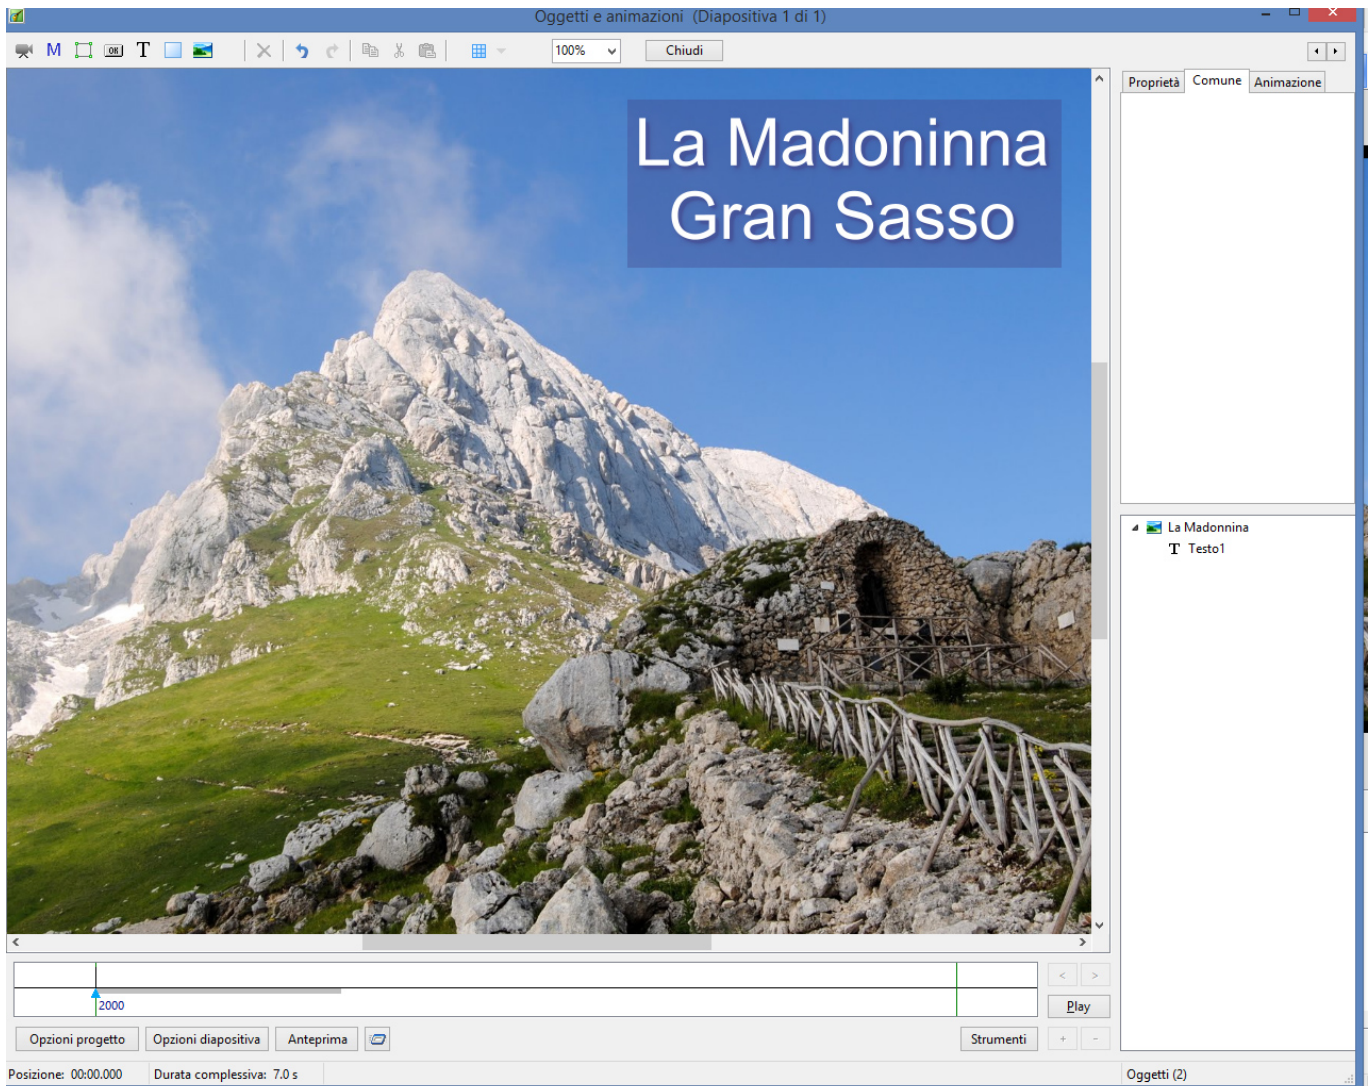 Oggetti e animazioni (Diapositiva 1 di 1)
M OK T 100% Chiudi
Proprietà Comune Animazione
La Madoninna
Gran Sasso
La Madonnina
T Testo1
2000
< >
Play
Opzioni progetto Opzioni diapositiva Anteprima Strumenti + -
Posizione: 00:00.000 Durata complessiva: 7.0 s Oggetti (2)